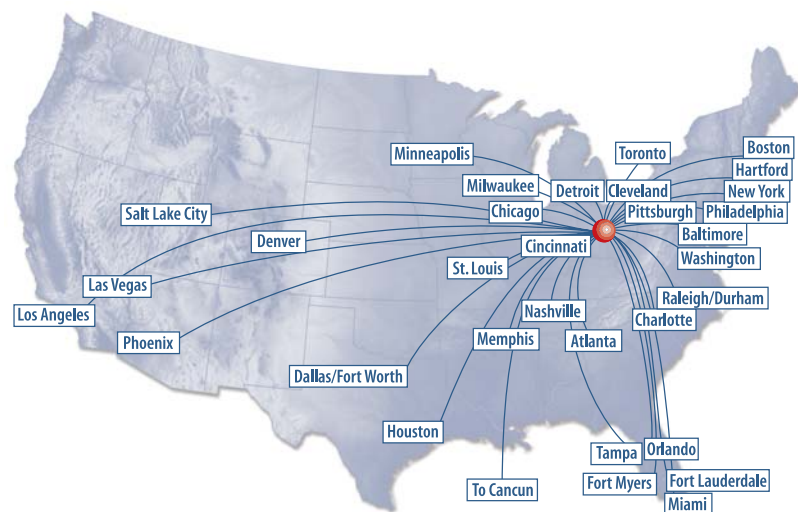 Boston
Toronto
Minneapolis
Hartford
Milwaukee
Detroit
Cleveland
New York
Salt Lake City
Chicago
Pittsburgh
Philadelphia
Baltimore
Denver
Cincinnati
Washington
St. Louis
Las Vegas
Raleigh/Durham
Los Angeles
Nashville
Charlotte
Phoenix
Memphis
Atlanta
Dallas/Fort Worth
Houston
Tampa
Orlando
To Cancun
Fort Myers
Fort Lauderdale
Miami